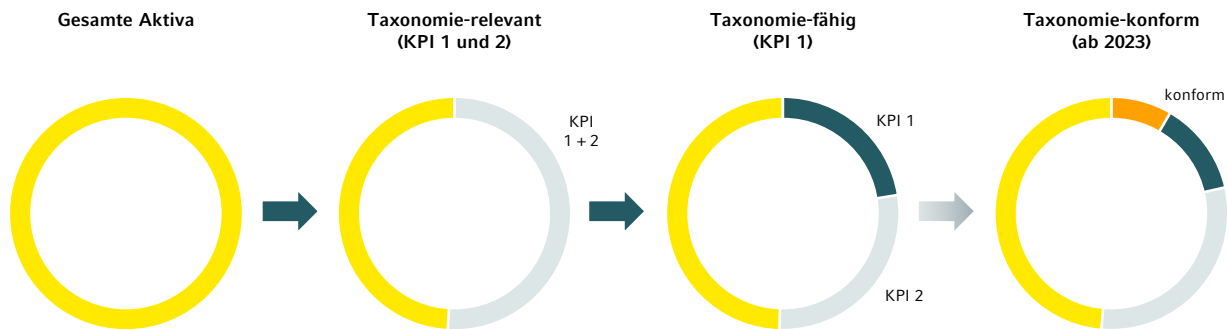 Gesamte Aktiva
Taxonomie-relevant
(KPI 1 und 2)
Taxonomie-fähig
(KPI 1)
Taxonomie-konform
(ab 2023)
KPI
1 + 2
KPI 1
KPI 2
konform